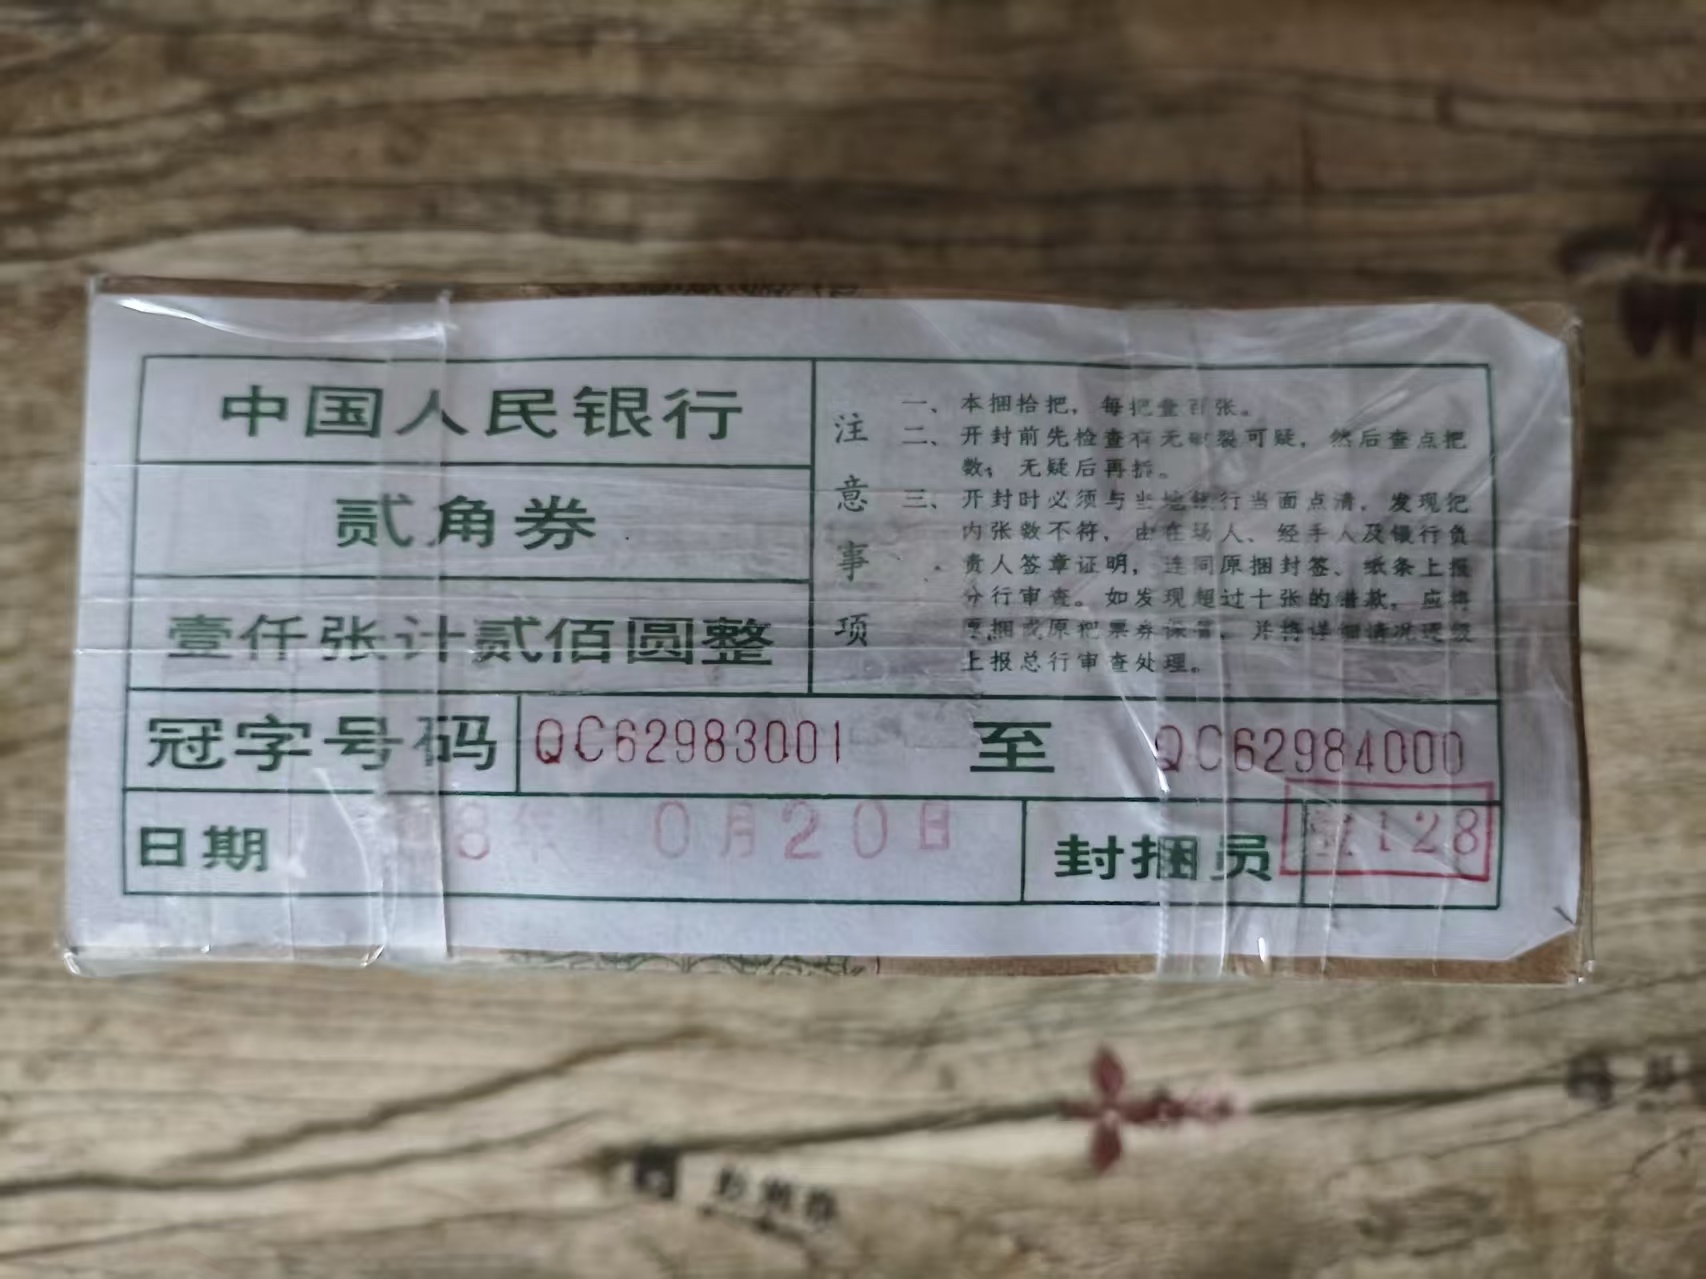 中国人民银行
贰角券
壹仟张计贰佰圆整
注意事项
一、本捆恰把，每把壹百张。
二、开封前先检查有无破裂可疑，然后查点把
数；无疑后再拆。
三、开封时必须与当地银行当面点清，发现把
内张数不符，由在场人、经手人及银行负
责人签章证明，连同原捆封签、纸条上报
分行审查。如发现超过十张的错款，应将
原捆或原把票券保管，并将详细情况逐级
上报总行审查处理。
冠字号码 QC62983001 至 QC62984000
日期 8年 0月20日 封捆员 128